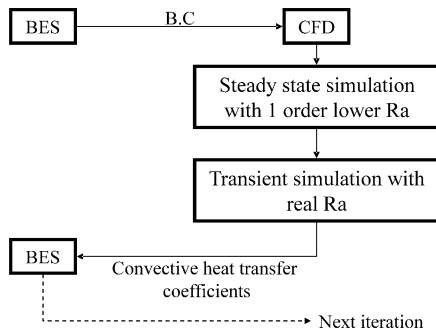 BES
B.C
CFD
Steady state simulation
with 1 order lower Ra
Transient simulation with
real Ra
BES
Convective heat transfer
coefficients
Next iteration